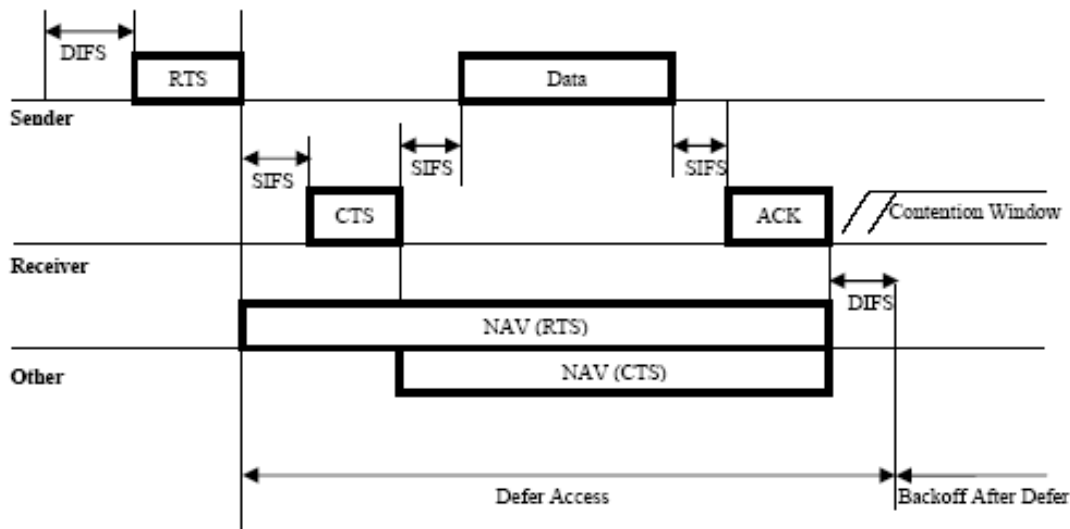 DIFS
RTS
Data
Sender
SIFS
SIFS
SIFS
CTS
ACK
Contention Window
Receiver
DIFS
NAV (RTS)
Other
NAV (CTS)
Defer Access
Backoff After Defer